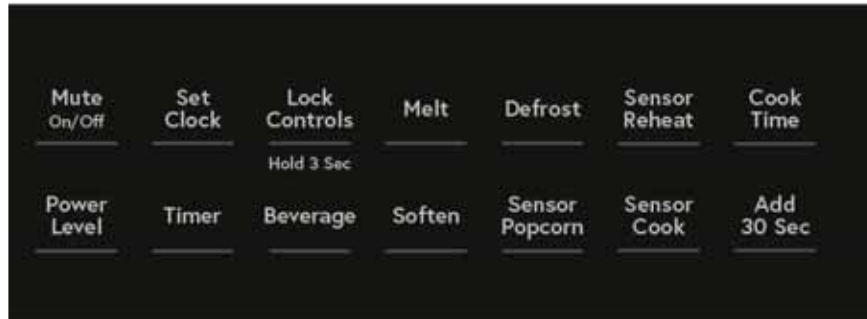 Mute
On/Off
Set
Clock
Lock
Controls
Hold 3 Sec
Melt
Defrost
Sensor
Reheat
Cook
Time
Power
Level
Timer
Beverage
Soften
Sensor
Popcorn
Sensor
Cook
Add
30 Sec